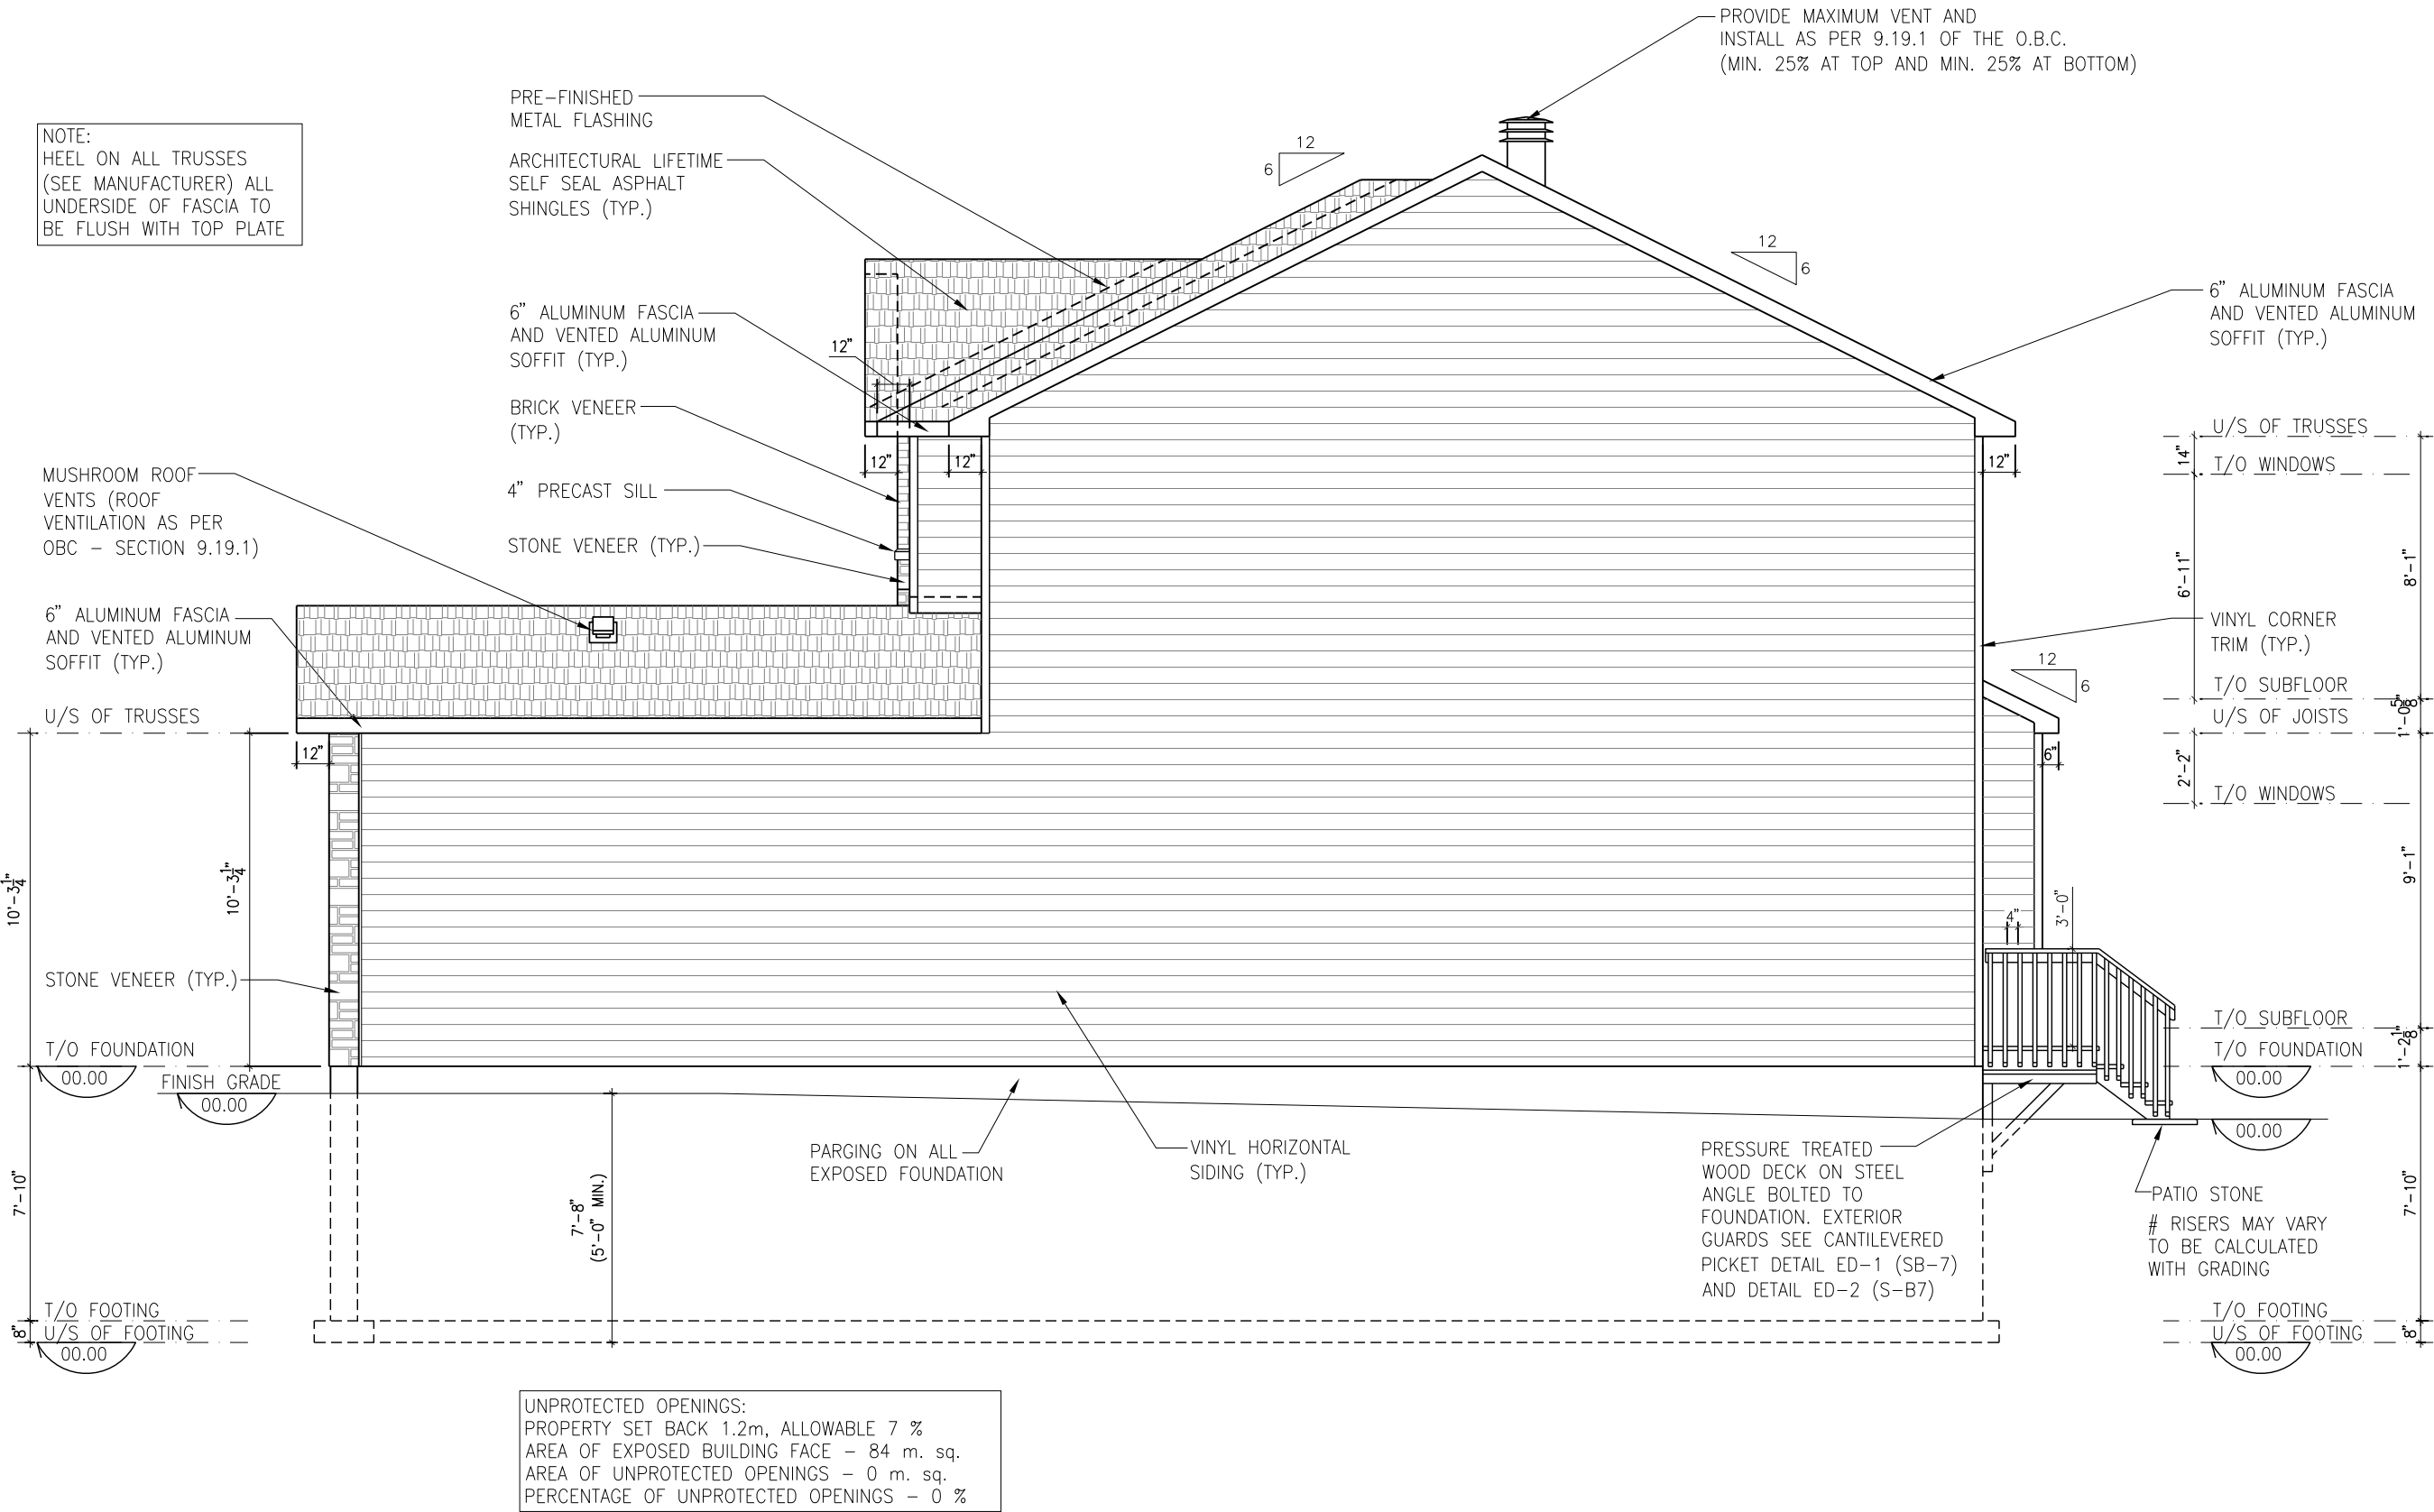 PROVIDE MAXIMUM VENT AND
INSTALL AS PER 9.19.1 OF THE O.B.C.
(MIN. 25% AT TOP AND MIN. 25% AT BOTTOM)
PRE-FINISHED
METAL FLASHING
NOTE:
HEEL ON ALL TRUSSES
(SEE MANUFACTURER) ALL
UNDERSIDE OF FASCIA TO
BE FLUSH WITH TOP PLATE
ARCHITECTURAL LIFETIME
SELF SEAL ASPHALT
SHINGLES (TYP.)
12
6
12
6
6" ALUMINUM FASCIA
AND VENTED ALUMINUM
SOFFIT (TYP.)
6" ALUMINUM FASCIA
AND VENTED ALUMINUM
SOFFIT (TYP.)
12"
BRICK VENEER
(TYP.)
12"
12"
12"
MUSHROOM ROOF
VENTS (ROOF
VENTILATION AS PER
OBC - SECTION 9.19.1)
4" PRECAST SILL
STONE VENEER (TYP.)
6" ALUMINUM FASCIA
AND VENTED ALUMINUM
SOFFIT (TYP.)
U/S OF TRUSSES
12"
10'-3 1/4"
10'-3 1/4"
STONE VENEER (TYP.)
T/O FOUNDATION
00.00
FINISH GRADE
00.00
7'-10"
T/O FOOTING
8"
U/S OF FOOTING
00.00
U/S OF TRUSSES
14"
T/O WINDOWS
6'-11"
8'-1"
VINYL CORNER
TRIM (TYP.)
12
6
T/O SUBFLOOR
1'-0 5/8"
U/S OF JOISTS
6"
2'-2"
T/O WINDOWS
9'-1"
4"
3'-0"
T/O SUBFLOOR
1'-2 1/8"
T/O FOUNDATION
00.00
00.00
7'-8"
(5'-0" MIN.)
PARGING ON ALL
EXPOSED FOUNDATION
VINYL HORIZONTAL
SIDING (TYP.)
PRESSURE TREATED
WOOD DECK ON STEEL
ANGLE BOLTED TO
FOUNDATION. EXTERIOR
GUARDS SEE CANTILEVERED
PICKET DETAIL ED-1 (SB-7)
AND DETAIL ED-2 (S-B7)
PATIO STONE
# RISERS MAY VARY
TO BE CALCULATED
WITH GRADING
7'-10"
T/O FOOTING
8"
U/S OF FOOTING
00.00
UNPROTECTED OPENINGS:
PROPERTY SET BACK 1.2m, ALLOWABLE 7 %
AREA OF EXPOSED BUILDING FACE - 84 m. sq.
AREA OF UNPROTECTED OPENINGS - 0 m. sq.
PERCENTAGE OF UNPROTECTED OPENINGS - 0 %